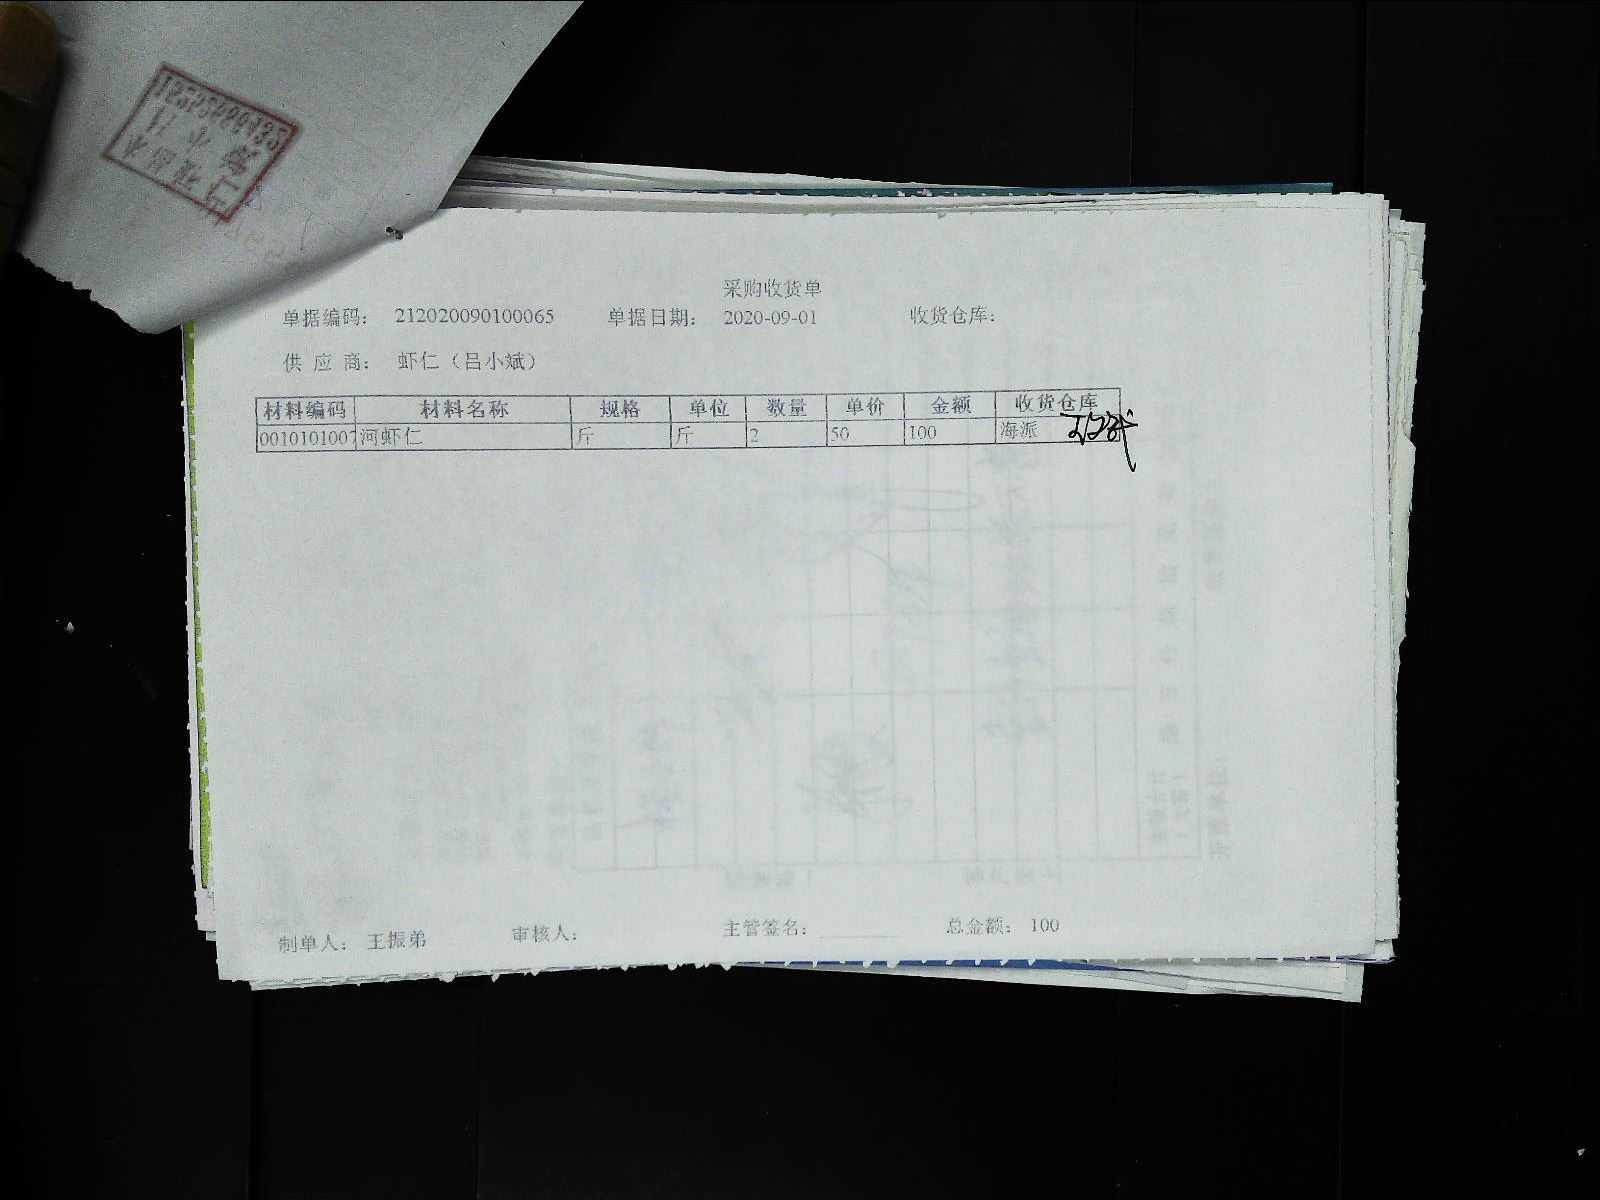 采购收货单
单据编码： 212020090100065 单据日期： 2020-09-01 收货仓库：
供 应 商： 虾仁（吕小斌）
材料编码 材料名称 规格 单位 数量 单价 金额 收货仓库
0010101007 河虾仁 斤 斤 2 50 100 海派
制单人： 王振弟 审核人： 主管签名： 总金额： 100